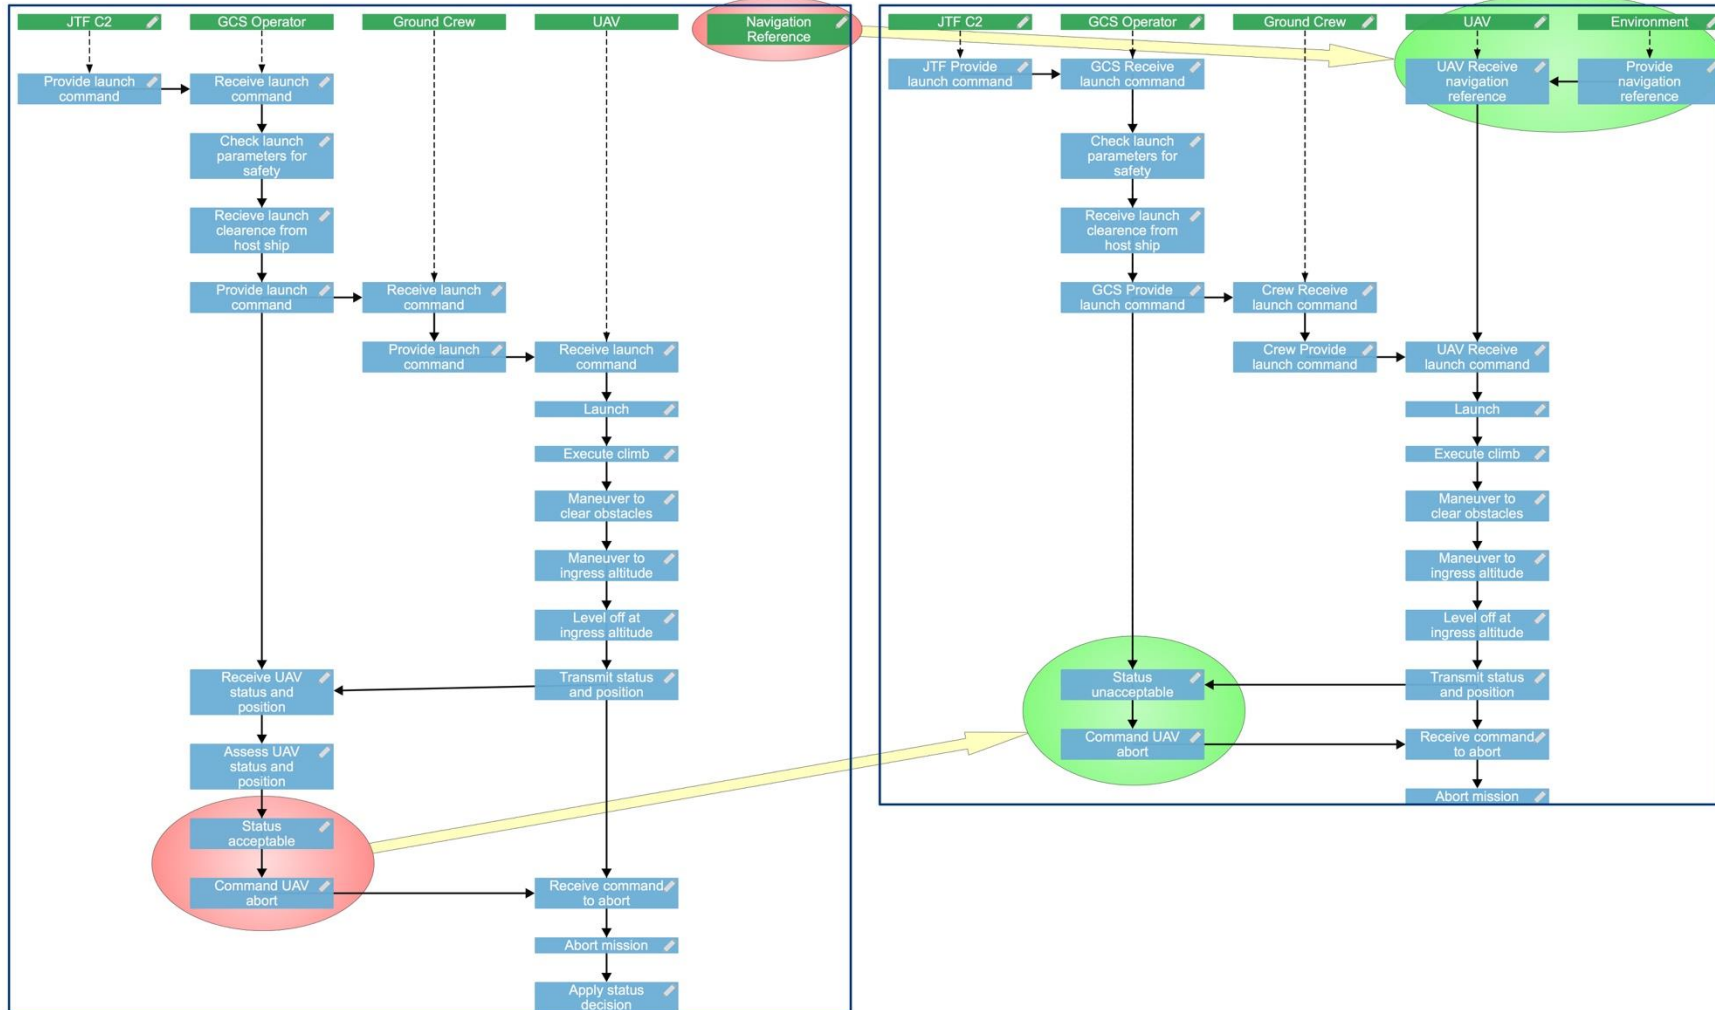 JTF C2
GCS Operator
Ground Crew
UAV
Navigation
Reference
Provide launch
command
Receive launch
command
Check launch
parameters for
safety
Recieve launch
clearence from
host ship
Provide launch
command
Receive launch
command
Provide launch
command
Receive launch
command
Launch
Execute climb
Maneuver to
clear obstacles
Maneuver to
ingress altitude
Level off at
ingress altitude
Receive UAV
status and
position
Transmit status
and position
Assess UAV
status and
position
Status
acceptable
Command UAV
abort
Receive command
to abort
Abort mission
Apply status
decision
JTF C2
GCS Operator
Ground Crew
UAV
Environment
JTF Provide
launch command
GCS Receive
launch command
UAV Receive
navigation
reference
Provide
navigation
reference
Check launch
parameters for
safety
Receive launch
clearence from
host ship
GCS Provide
launch command
Crew Receive
launch command
Crew Provide
launch command
UAV Receive
launch command
Launch
Execute climb
Maneuver to
clear obstacles
Maneuver to
ingress altitude
Level off at
ingress altitude
Status
unacceptable
Transmit status
and position
Command UAV
abort
Receive command
to abort
Abort mission